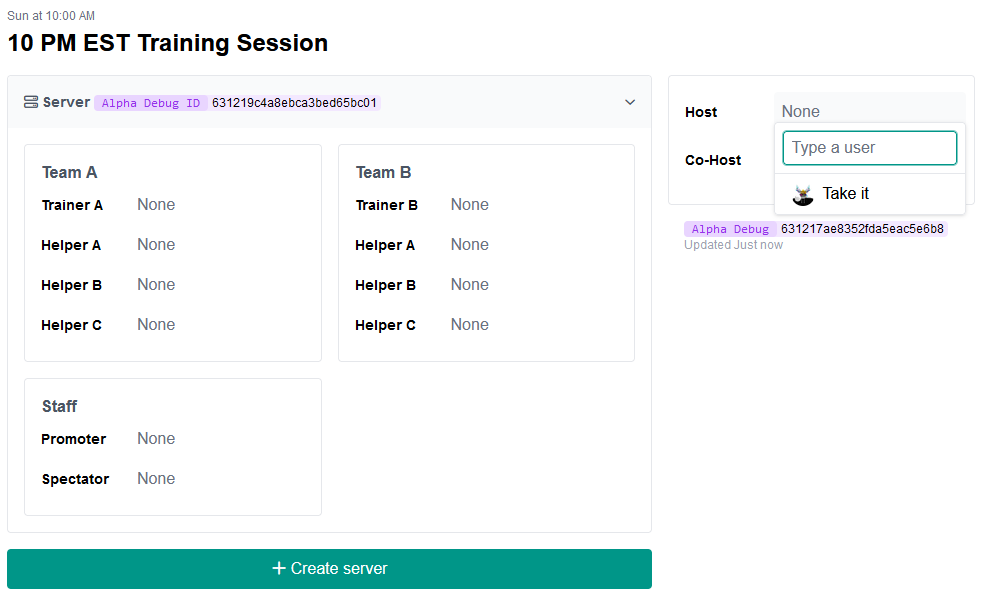 Sun at 10:00 AM
10 PM EST Training Session
Server Alpha Debug ID 631219c4a8ebca3bed65bc01
Team A
Trainer A None
Helper A None
Helper B None
Helper C None
Team B
Trainer B None
Helper A None
Helper B None
Helper C None
Staff
Promoter None
Spectator None
+ Create server
Host None
Type a user
Co-Host
Take it
Alpha Debug 631217ae8352fda5eac5e6b8
Updated Just now